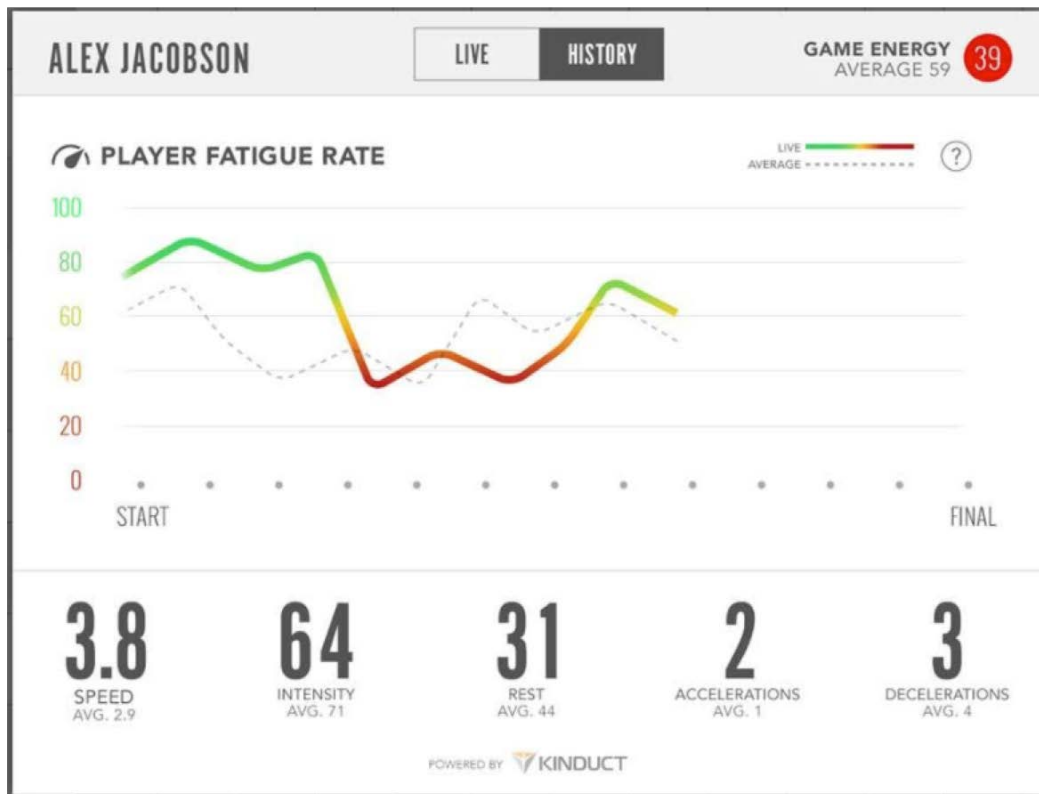 ALEX JACOBSON
LIVE
HISTORY
GAME ENERGY
AVERAGE 59
39
PLAYER FATIGUE RATE
LIVE
AVERAGE
?
100
80
60
40
20
0
START
FINAL
3.8
SPEED
AVG. 2.9
64
INTENSITY
AVG. 71
31
REST
AVG. 44
2
ACCELERATIONS
AVG. 1
3
DECELERATIONS
AVG. 4
POWERED BY KINDUCT